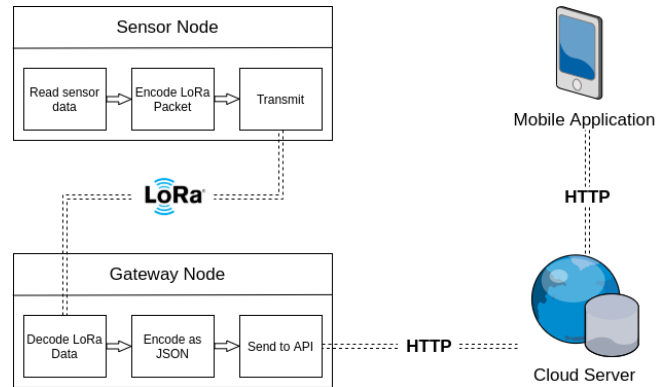 Sensor Node
Read sensor
data
Encode LoRa
Packet
Transmit
Mobile Application
LoRa
HTTP
Gateway Node
Decode LoRa
Data
Encode as
JSON
Send to API
HTTP
Cloud Server